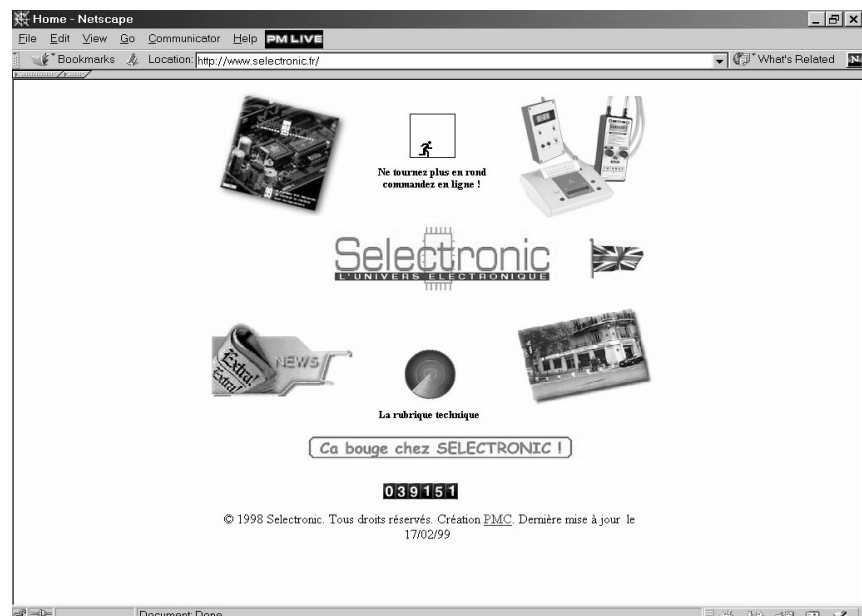 Home - Netscape
File Edit View Go Communicator Help PM LIVE
Bookmarks Location: http://www.selectronic.fr/ What's Related N
Ne tournez plus en rond
commandez en ligne !
Selectronic
L'UNIVERS ELECTRONIQUE
Extra!
Extra!
NEWS
La rubrique technique
Ca bouge chez SELECTRONIC !
039151
© 1998 Selectronic. Tous droits réservés. Création PMC. Dernière mise à jour le
17/02/99
Document: Done